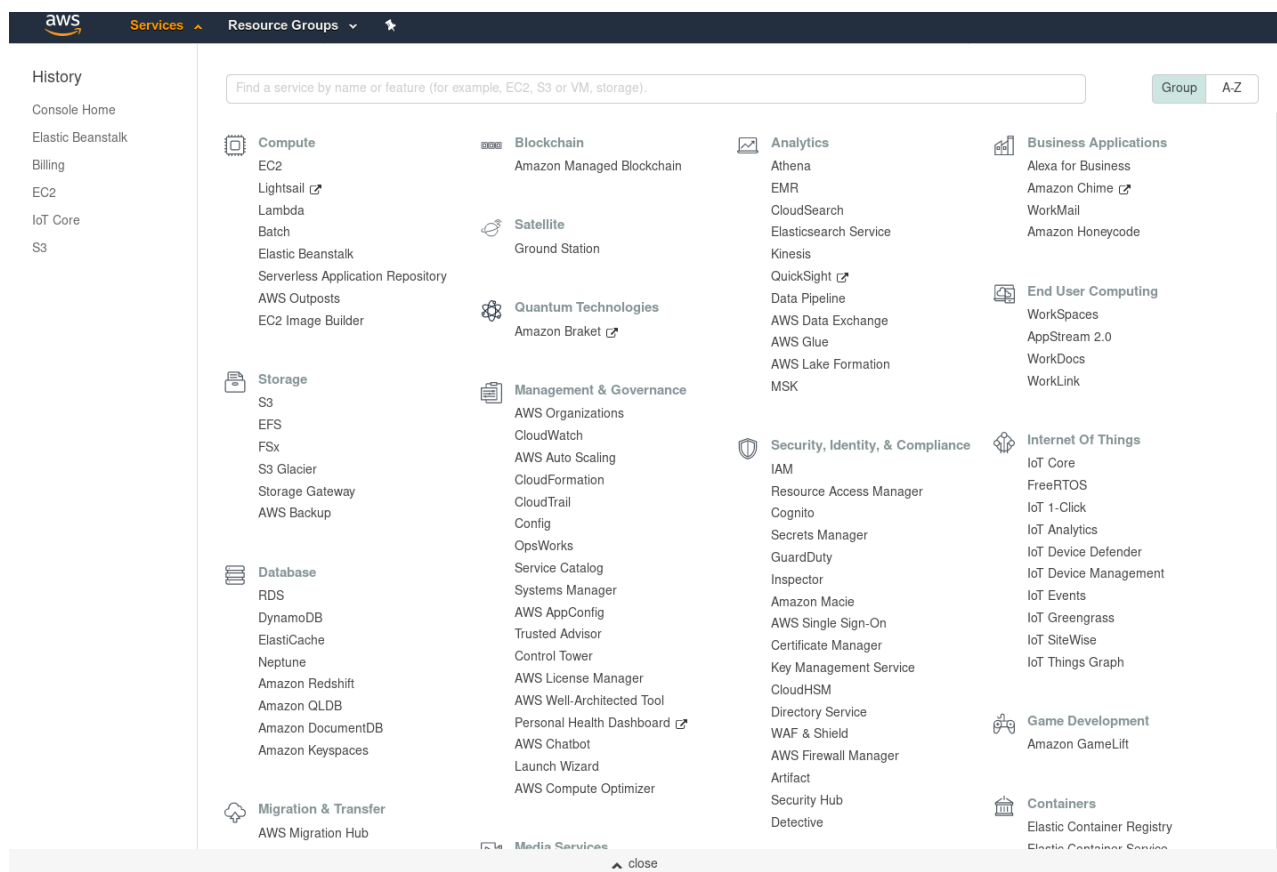 aws
Services
Resource Groups
History
Console Home
Elastic Beanstalk
Billing
EC2
IoT Core
S3
Find a service by name or feature (for example, EC2, S3 or VM, storage).
Group
A-Z
Compute
EC2
Lightsail
Lambda
Batch
Elastic Beanstalk
Serverless Application Repository
AWS Outposts
EC2 Image Builder
Storage
S3
EFS
FSx
S3 Glacier
Storage Gateway
AWS Backup
Database
RDS
DynamoDB
ElastiCache
Neptune
Amazon Redshift
Amazon QLDB
Amazon DocumentDB
Amazon Keyspaces
Migration & Transfer
AWS Migration Hub
Blockchain
Amazon Managed Blockchain
Satellite
Ground Station
Quantum Technologies
Amazon Braket
Management & Governance
AWS Organizations
CloudWatch
AWS Auto Scaling
CloudFormation
CloudTrail
Config
OpsWorks
Service Catalog
Systems Manager
AWS AppConfig
Trusted Advisor
Control Tower
AWS License Manager
AWS Well-Architected Tool
Personal Health Dashboard
AWS Chatbot
Launch Wizard
AWS Compute Optimizer
Media Services
Analytics
Athena
EMR
CloudSearch
Elasticsearch Service
Kinesis
QuickSight
Data Pipeline
AWS Data Exchange
AWS Glue
AWS Lake Formation
MSK
Security, Identity, & Compliance
IAM
Resource Access Manager
Cognito
Secrets Manager
GuardDuty
Inspector
Amazon Macie
AWS Single Sign-On
Certificate Manager
Key Management Service
CloudHSM
Directory Service
WAF & Shield
AWS Firewall Manager
Artifact
Security Hub
Detective
Business Applications
Alexa for Business
Amazon Chime
WorkMail
Amazon Honeycode
End User Computing
WorkSpaces
AppStream 2.0
WorkDocs
WorkLink
Internet Of Things
IoT Core
FreeRTOS
IoT 1-Click
IoT Analytics
IoT Device Defender
IoT Device Management
IoT Events
IoT Greengrass
IoT SiteWise
IoT Things Graph
Game Development
Amazon GameLift
Containers
Elastic Container Registry
Elastic Container Service
close